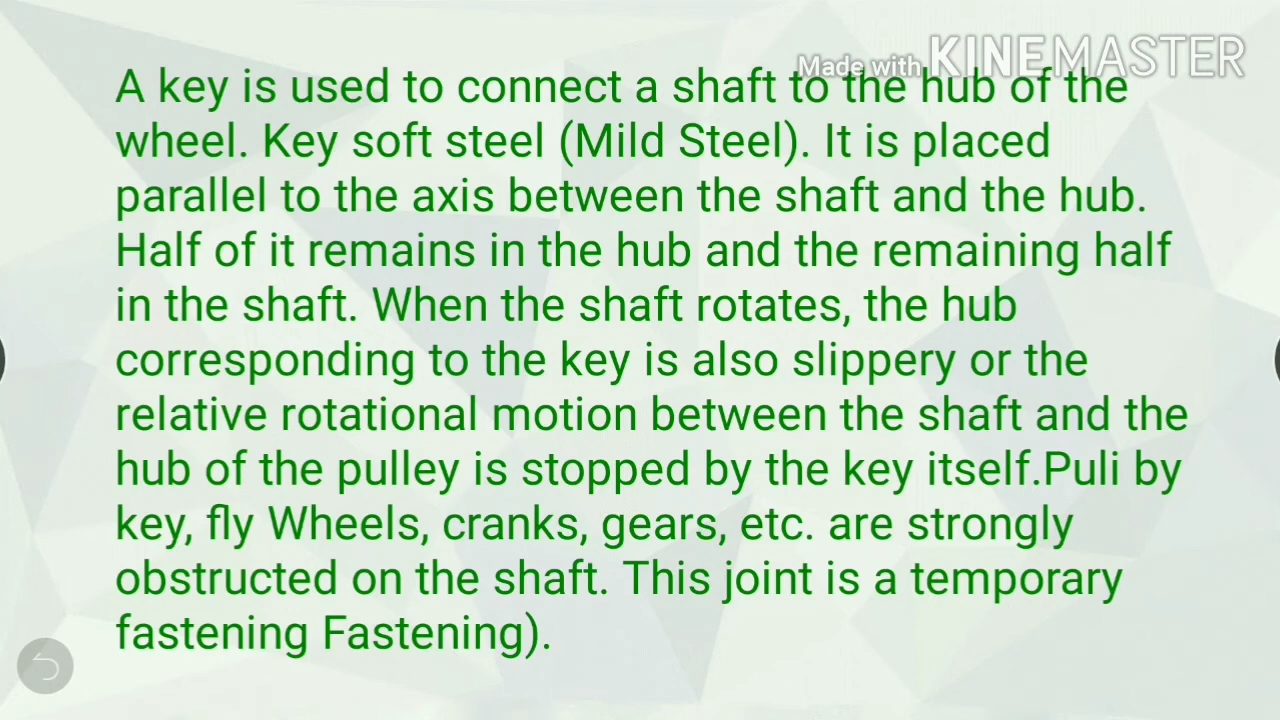 Made with KINEMASTER
A key is used to connect a shaft to the hub of the
wheel. Key soft steel (Mild Steel). It is placed
parallel to the axis between the shaft and the hub.
Half of it remains in the hub and the remaining half
in the shaft. When the shaft rotates, the hub
corresponding to the key is also slippery or the
relative rotational motion between the shaft and the
hub of the pulley is stopped by the key itself.Puli by
key, fly Wheels, cranks, gears, etc. are strongly
obstructed on the shaft. This joint is a temporary
fastening Fastening).